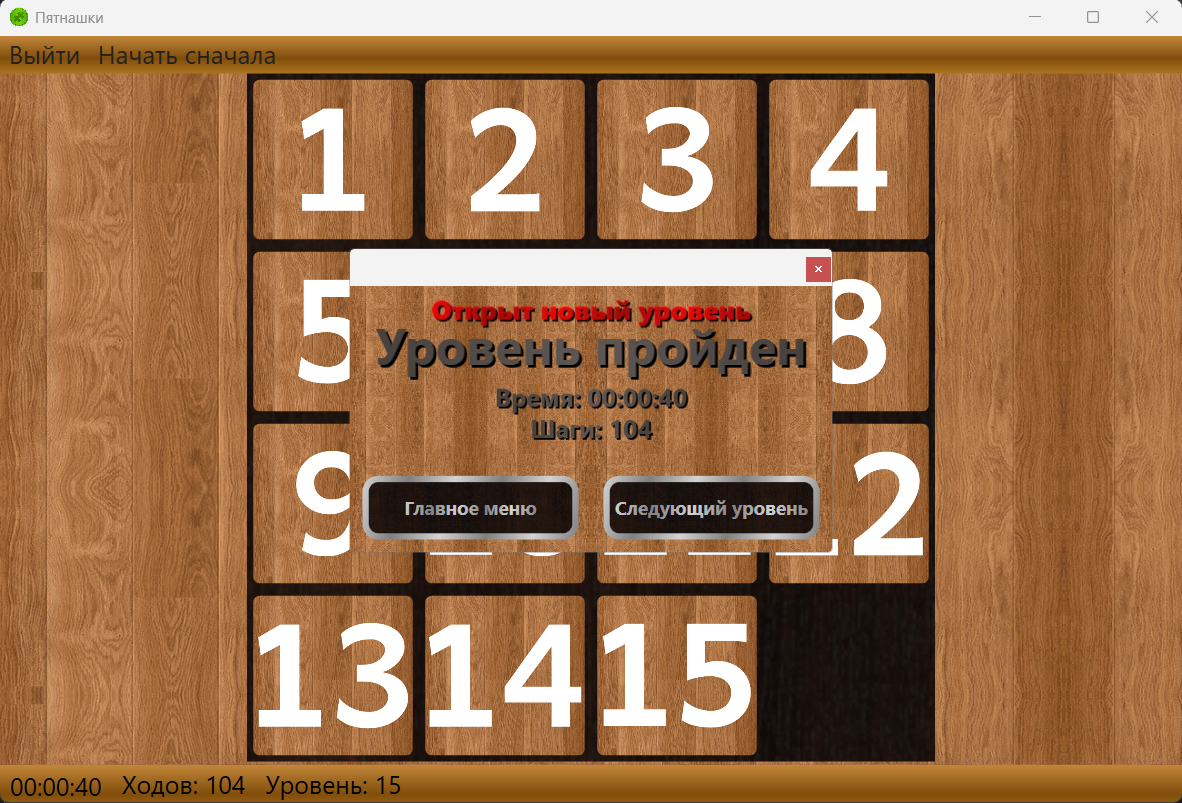 Пятнашки
Выйти Начать сначала
1 2 3 4
5 8
9 12
13 14 15
Открыт новый уровень
Уровень пройден
Время: 00:00:40
Шаги: 104
Главное меню Следующий уровень
00:00:40 Ходов: 104 Уровень: 15